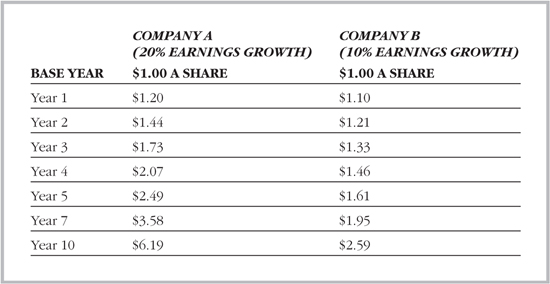 COMPANY A COMPANY B
(20% EARNINGS GROWTH) (10% EARNINGS GROWTH)
BASE YEAR $1.00 A SHARE $1.00 A SHARE
Year 1 $1.20 $1.10
Year 2 $1.44 $1.21
Year 3 $1.73 $1.33
Year 4 $2.07 $1.46
Year 5 $2.49 $1.61
Year 7 $3.58 $1.95
Year 10 $6.19 $2.59